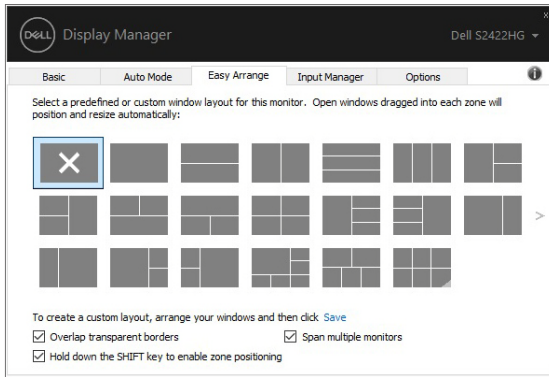 DELL Display Manager
Dell S2422HG
Basic Auto Mode Easy Arrange Input Manager Options
Select a predefined or custom window layout for this monitor. Open windows dragged into each zone will
position and resize automatically:
To create a custom layout, arrange your windows and then click Save
Overlap transparent borders Span multiple monitors
Hold down the SHIFT key to enable zone positioning